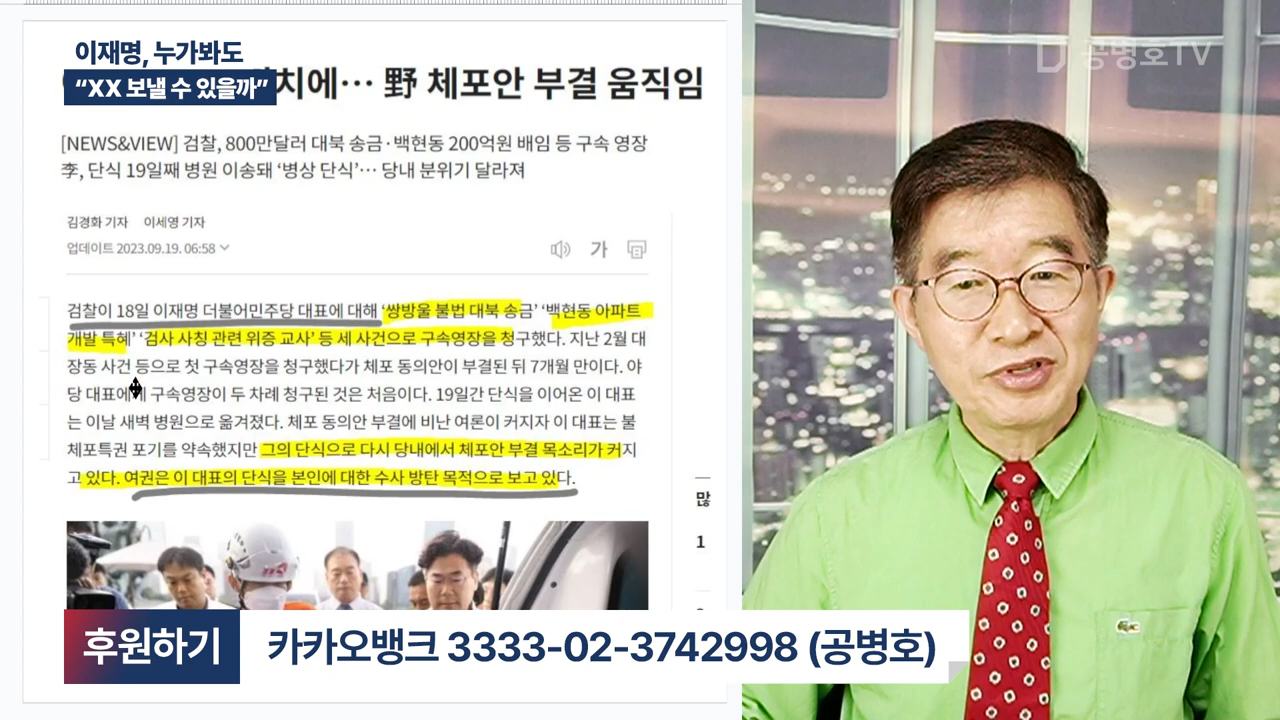 이재명, 누가봐도
“XX 보낼 수 있을까”
치에… 野 체포안 부결 움직임
공병호TV
[NEWS&VIEW] 검찰, 800만달러 대북 송금·백현동 200억원 배임 등 구속 영장
李, 단식 19일째 병원 이송돼 ‘병상 단식’… 당내 분위기 달라져
김경화 기자 이세영 기자
업데이트 2023.09.19. 06:58
가
검찰이 18일 이재명 더불어민주당 대표에 대해 ‘쌍방울 불법 대북 송금’ ‘백현동 아파트
개발 특혜’ ‘검사 사칭 관련 위증 교사’ 등 세 사건으로 구속영장을 청구했다. 지난 2월 대
장동 사건 등으로 첫 구속영장을 청구했다가 체포 동의안이 부결된 뒤 7개월 만이다. 야
당 대표에 구속영장이 두 차례 청구된 것은 처음이다. 19일간 단식을 이어온 이 대표
는 이날 새벽 병원으로 옮겨졌다. 체포 동의안 부결에 비난 여론이 커지자 이 대표는 불
체포특권 포기를 약속했지만 그의 단식으로 다시 당내에서 체포안 부결 목소리가 커지
고 있다. 여권은 이 대표의 단식을 본인에 대한 수사 방탄 목적으로 보고 있다.
많
1
후원하기
카카오뱅크 3333-02-3742998 (공병호)